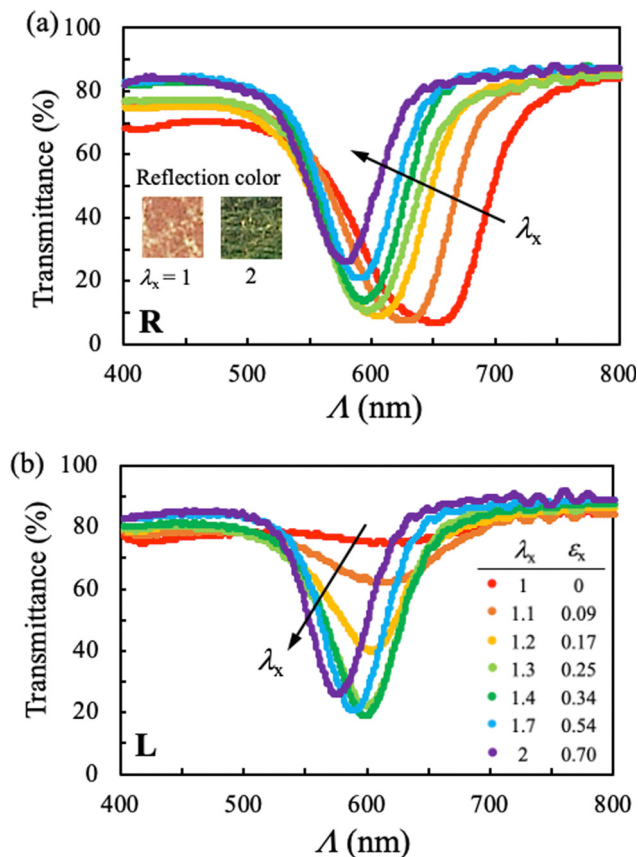 (a)
100
80
60
40
20
0
Transmittance (%)
Reflection color
λx = 1 2
λx
R
400 500 600 700 800
Λ (nm)
(b)
100
80
60
40
20
0
Transmittance (%)
λx
L
λx εx
1 0
1.1 0.09
1.2 0.17
1.3 0.25
1.4 0.34
1.7 0.54
2 0.70
400 500 600 700 800
Λ (nm)